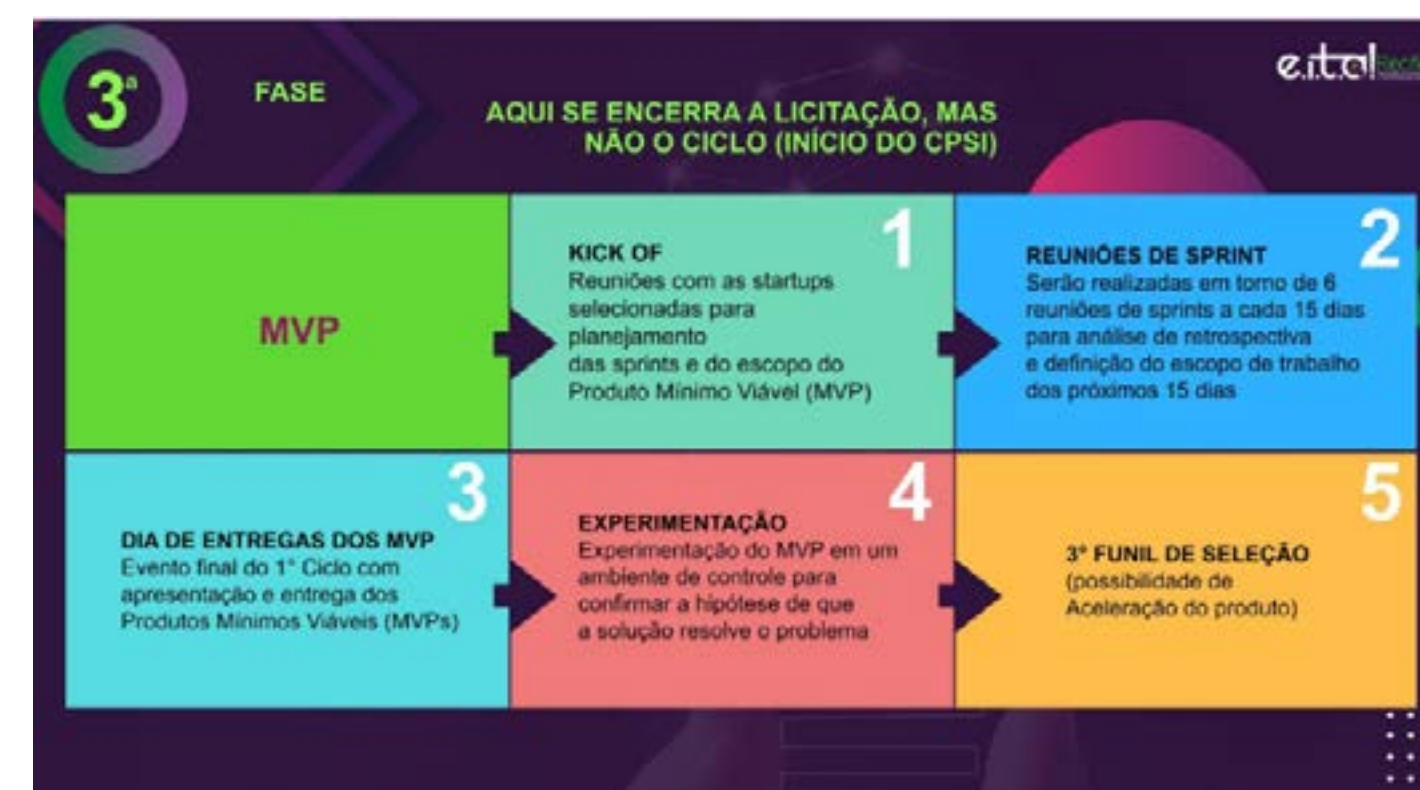 3ª
FASE
e.i.ta!
AQUI SE ENCERRA A LICITAÇÃO, MAS
NÃO O CICLO (INÍCIO DO CPSI)
MVP
1
KICK OF
Reuniões com as startups
selecionadas para
planejamento
das sprints e do escopo do
Produto Mínimo Viável (MVP)
2
REUNIÕES DE SPRINT
Serão realizadas em torno de 6
reuniões de sprints a cada 15 dias
para análise de retrospectiva
e definição do escopo de trabalho
dos próximos 15 dias
3
DIA DE ENTREGAS DOS MVP
Evento final do 1° Ciclo com
apresentação e entrega dos
Produtos Mínimos Viáveis (MVPs)
4
EXPERIMENTAÇÃO
Experimentação do MVP em um
ambiente de controle para
confirmar a hipótese de que
a solução resolve o problema
5
3° FUNIL DE SELEÇÃO
(possibilidade de
Aceleração do produto)